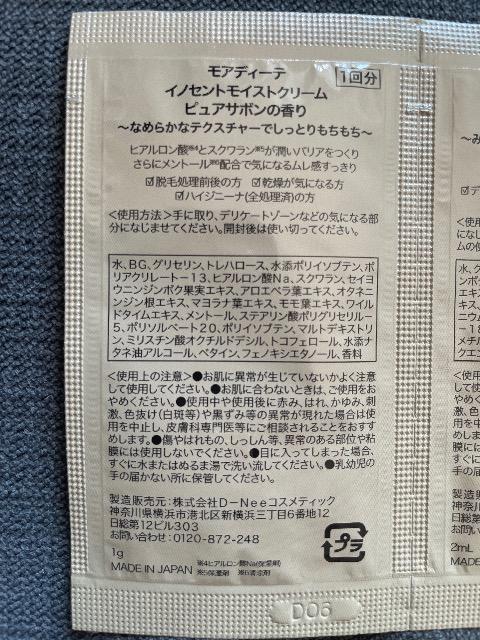 モアディーテ 1回分
イノセントモイストクリーム
ピュアサボンの香り
〜なめらかなテクスチャーでしっとりもちもち〜
ヒアルロン酸※4とスクワラン※5が潤いバリアをつくり
さらにメントール※6配合で気になるムレ感すっきり
☑脱毛処理前後の方 ☑乾燥が気になる方
☑ハイジニーナ(全処理済)の方
<使用方法>手に取り、デリケートゾーンなどの気になる部
分になじませてください。開封後は使い切ってください。
水、BG、グリセリン、トレハロース、水添ポリイソブテン、ポ
リアクリレートー13、ヒアルロン酸Na、スクワラン、セイヨ
ウニンジンボク果実エキス、アロエベラ葉エキス、オタネニ
ンジン根エキス、マヨラナ葉エキス、モモ葉エキス、ワイル
ドタイムエキス、メントール、ステアリン酸ポリグリセリル-
5、ポリソルベート20、ポリイソブテン、マルトデキストリ
ン、ミリスチン酸オクチルドデシル、トコフェロール、水添ナ
タネ油アルコール、ベタイン、フェノキシエタノール、香料
<使用上の注意>●お肌に異常が生じていないかよく注意
して使用してください。●お肌に合わないときは、ご使用をお
やめください。●使用中や使用後に赤み、はれ、かゆみ、刺
激、色抜け(白斑等)や黒ずみ等の異常が現れた場合は使
用を中止し、皮膚科専門医等にご相談されることをおすす
めします。●傷やはれもの、しっしん等、異常のある部位や粘
膜には使用しないでください。●目に入ってしまった場合、
すぐに水またはぬるま湯で洗い流してください。●乳幼児の
手の届かない所に保管してください。
製造販売元:株式会社D-Neeコスメティック
神奈川県横浜市港北区新横浜三丁目6番地12
日総第12ビル303
お問い合わせ:0120-872-248
1g
MADE IN JAPAN ※4ヒアルロン酸Na(保湿剤)
※5保湿剤 ※6清涼剤
プラ
D06
2mL
MADE